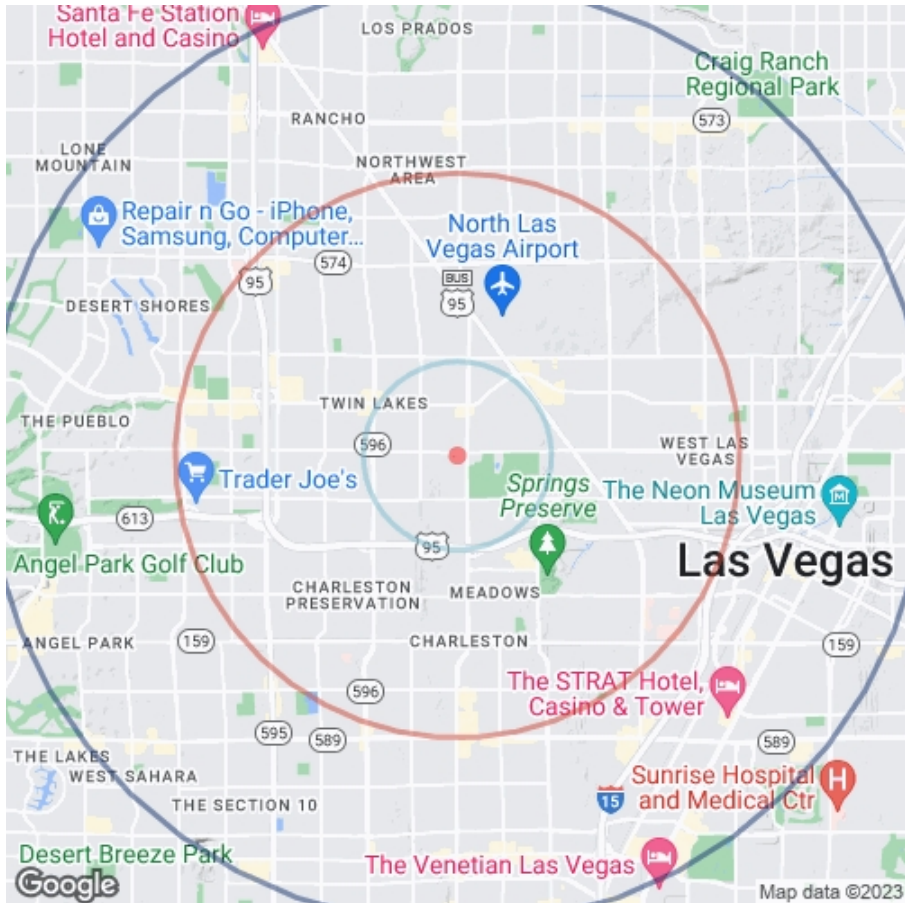 Santa Fe Station
Hotel and Casino
LOS PRADOS
Craig Ranch
Regional Park
RANCHO
573
LONE
MOUNTAIN
NORTHWEST
AREA
Repair n Go - iPhone,
Samsung, Computer...
North Las
Vegas Airport
574
95
BUS
95
DESERT SHORES
TWIN LAKES
THE PUEBLO
596
WEST LAS
VEGAS
Trader Joe's
Springs
Preserve
The Neon Museum
Las Vegas
613
95
Angel Park Golf Club
Las Vegas
CHARLESTON
PRESERVATION
MEADOWS
ANGEL PARK
159
CHARLESTON
159
The STRAT Hotel,
Casino & Tower
596
595
589
589
THE LAKES
WEST SAHARA
Sunrise Hospital
and Medical Ctr
H
THE SECTION 10
15
Desert Breeze Park
The Venetian Las Vegas
Google
Map data ©2023